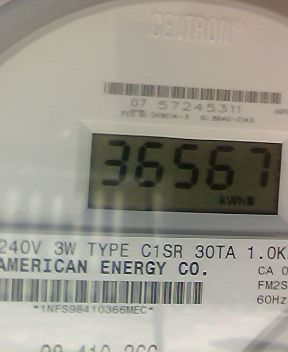 CENTRON®
07 57245311
36567
kWh
240V 3W TYPE C1SR 30TA 1.0K
AMERICAN ENERGY CO.
CA 0
FM2S
60Hz
*1NFS98410366MEC*